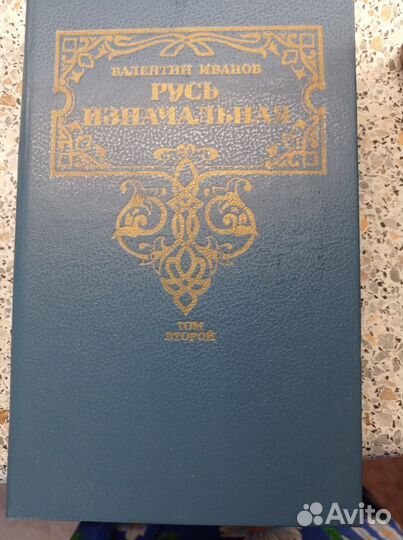 ВАЛЕНТИН ИВАНОВ
РУСЬ
ИЗНАЧАЛЬНАЯ
ТОМ
ВТОРОЙ
Avito